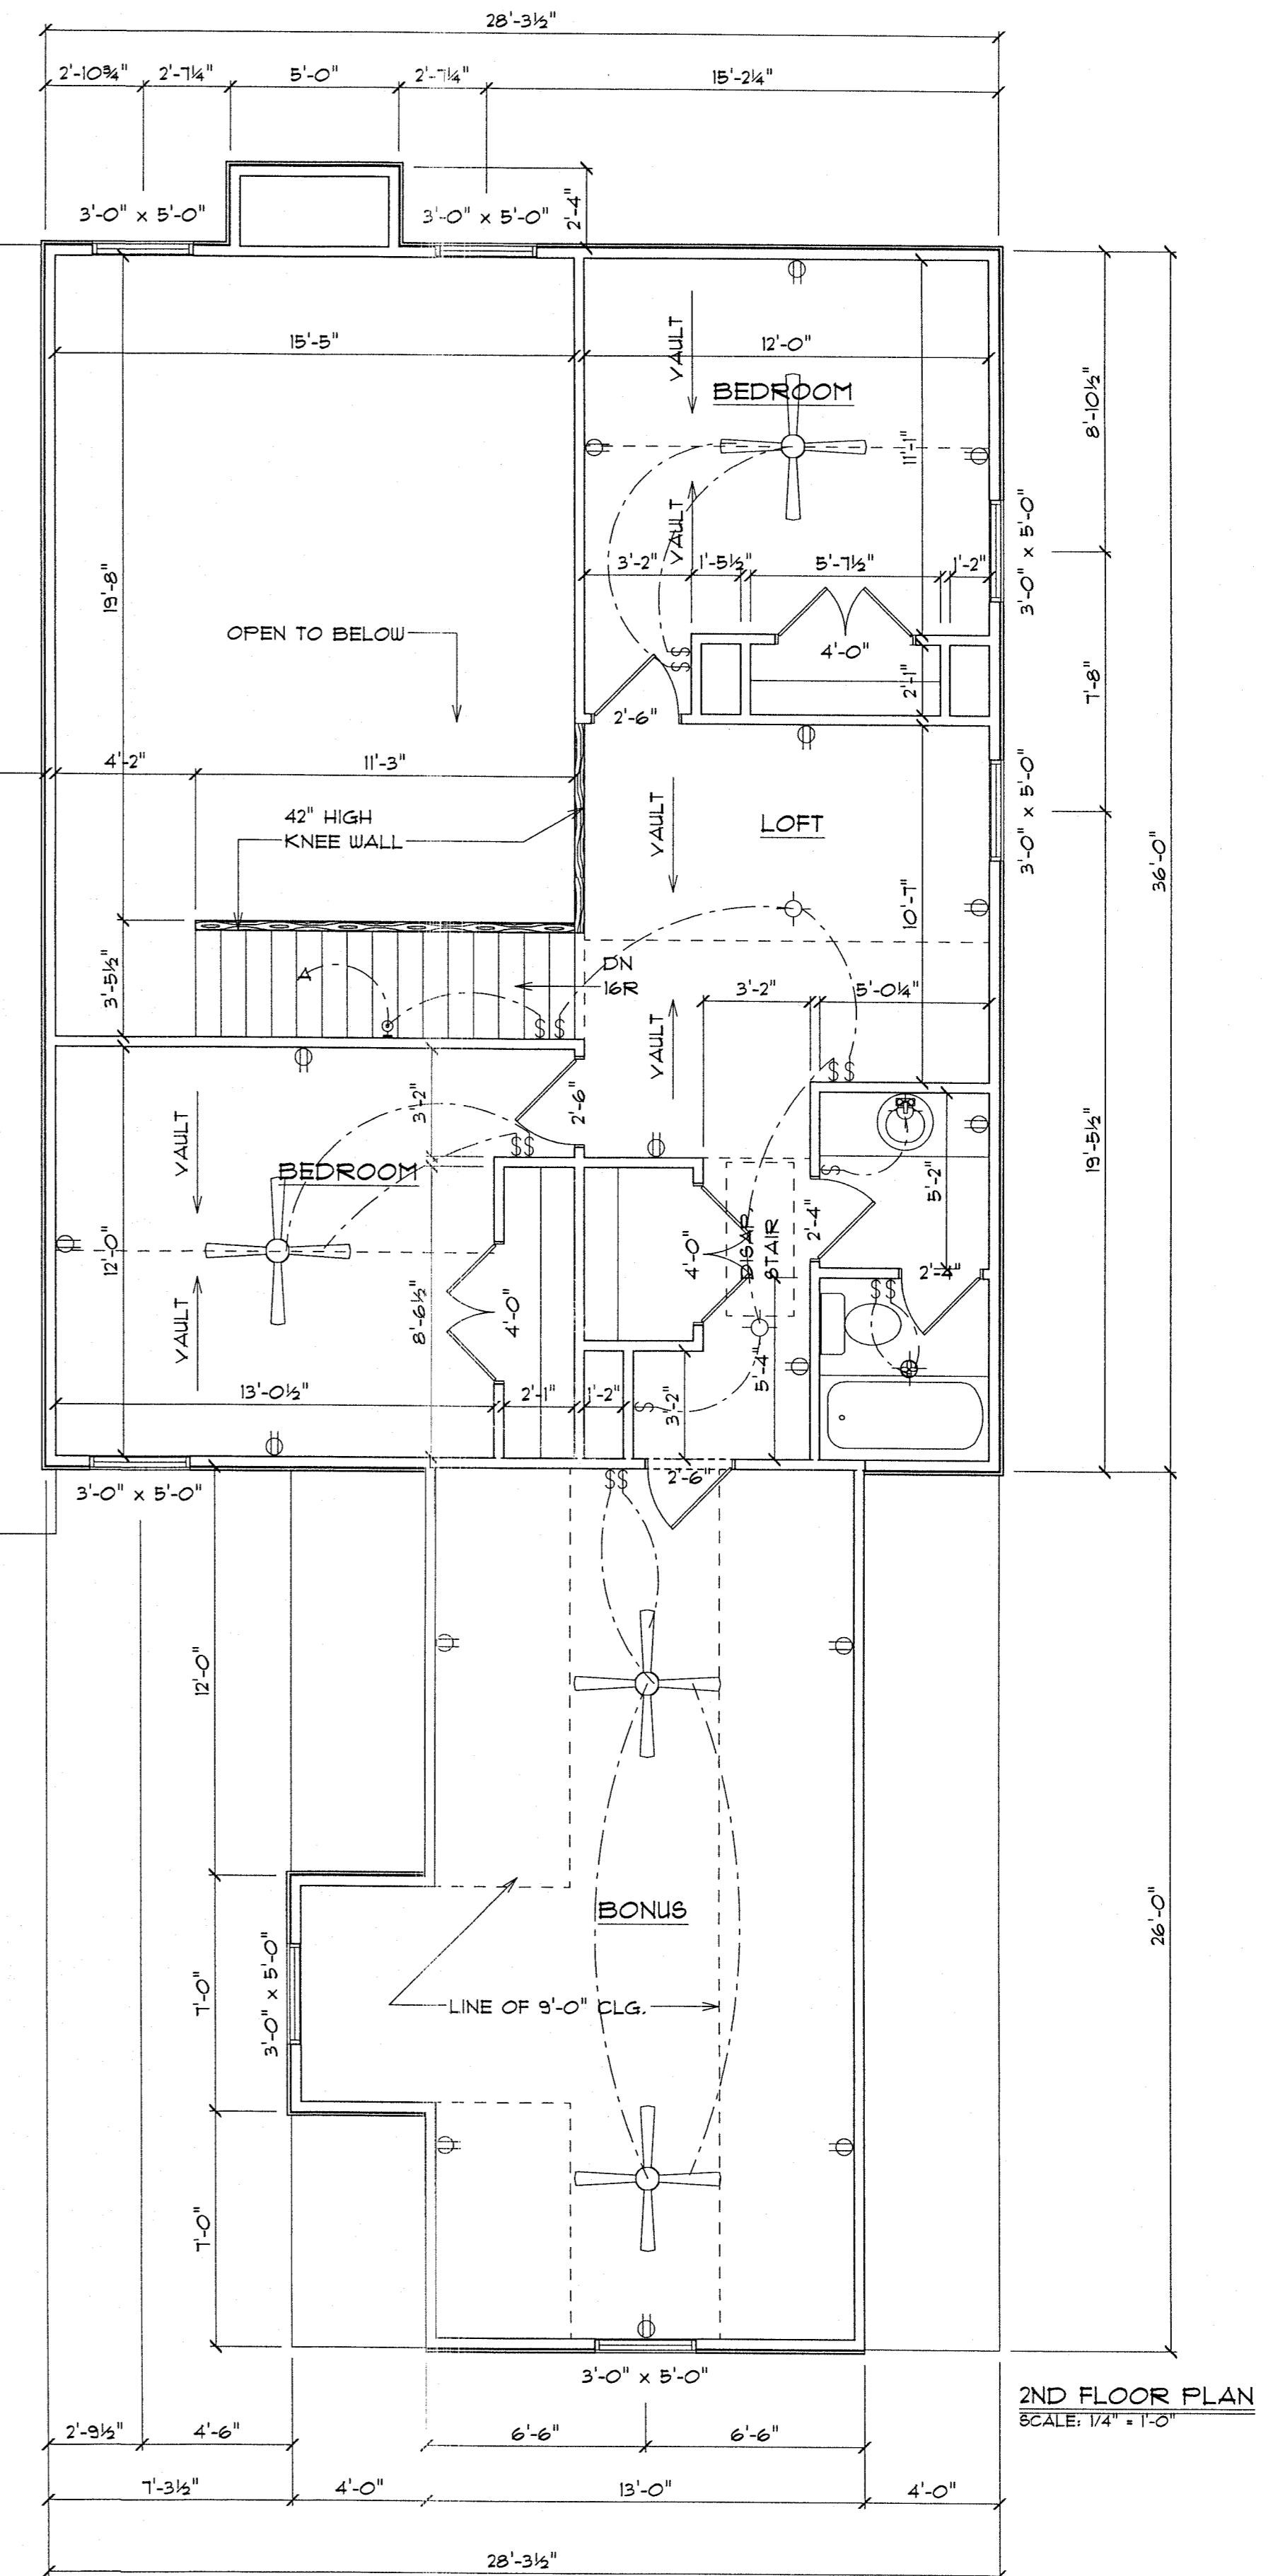 28'-3½"
2'-10¾" 2'-7¼" 5'-0" 2'-7¼" 15'-2¼"
3'-0" x 5'-0" 3'-0" x 5'-0" 2'-4"
15'-5" VAULT 12'-0"
BEDROOM
8'-10½"
11'-1"
VAULT
3'-0" x 5'-0"
3'-2" 1'-5½" 5'-7½" 1'-2"
19'-8"
OPEN TO BELOW
4'-0"
2'-1"
7'-8"
2'-6"
4'-2" 11'-3"
42" HIGH
KNEE WALL
VAULT
LOFT
3'-0" x 5'-0"
36'-0"
10'-7"
3'-5½"
DN
16R
3'-2" 5'-0¼"
VAULT
3'-2"
2'-6"
VAULT
BEDROOM
5'-2"
19'-5½"
12'-0"
4'-0"
DISAP.
STAIR
2'-4"
2'-4"
VAULT
8'-6½"
4'-0"
5'-4"
13'-0½" 2'-1" 1'-2"
3'-2"
2'-6"
3'-0" x 5'-0"
12'-0"
BONUS
26'-0"
7'-0"
3'-0" x 5'-0"
LINE OF 9'-0" CLG.
7'-0"
3'-0" x 5'-0"
2ND FLOOR PLAN
SCALE: 1/4" = 1'-0"
2'-9½" 4'-6" 6'-6" 6'-6"
7'-3½" 4'-0" 13'-0" 4'-0"
28'-3½"